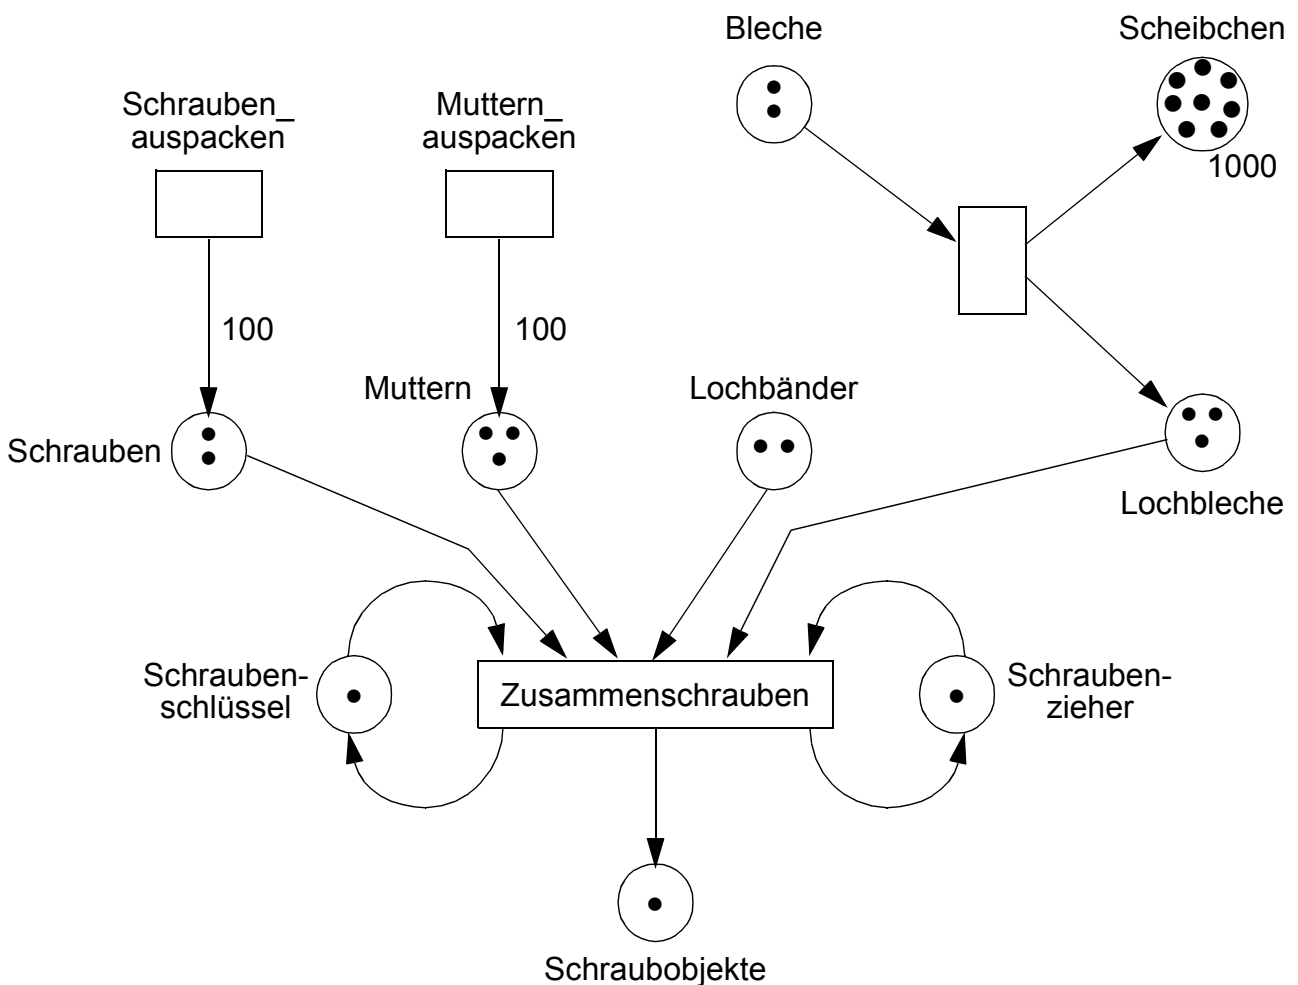 Bleche
Scheibchen
Schrauben_
auspacken
Muttern_
auspacken
1000
100
100
Muttern
Lochbänder
Schrauben
Lochbleche
Schrauben-
schlüssel
Zusammenschrauben
Schrauben-
zieher
Schraubobjekte